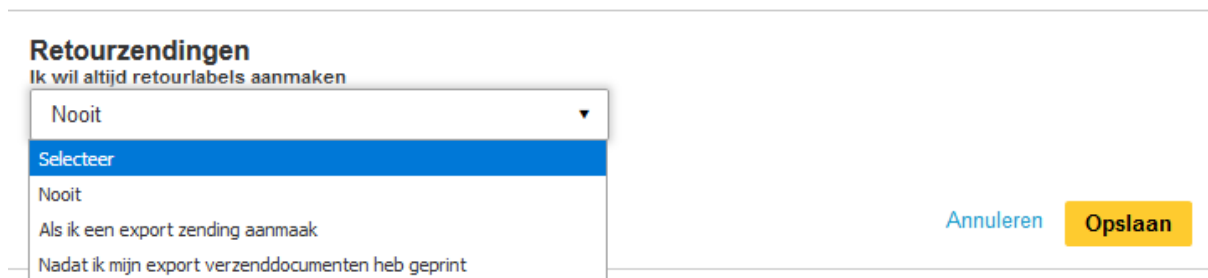 Retourzendingen
Ik wil altijd retourlabels aanmaken
Nooit
Selecteer
Nooit
Als ik een export zending aanmaak
Nadat ik mijn export verzenddocumenten heb geprint
Annuleren Opslaan